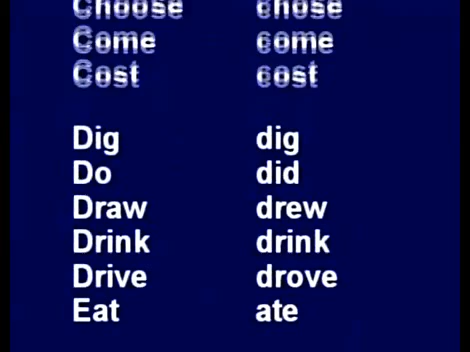 Choose chose
Come come
Cost cost
Dig dig
Do did
Draw drew
Drink drink
Drive drove
Eat ate